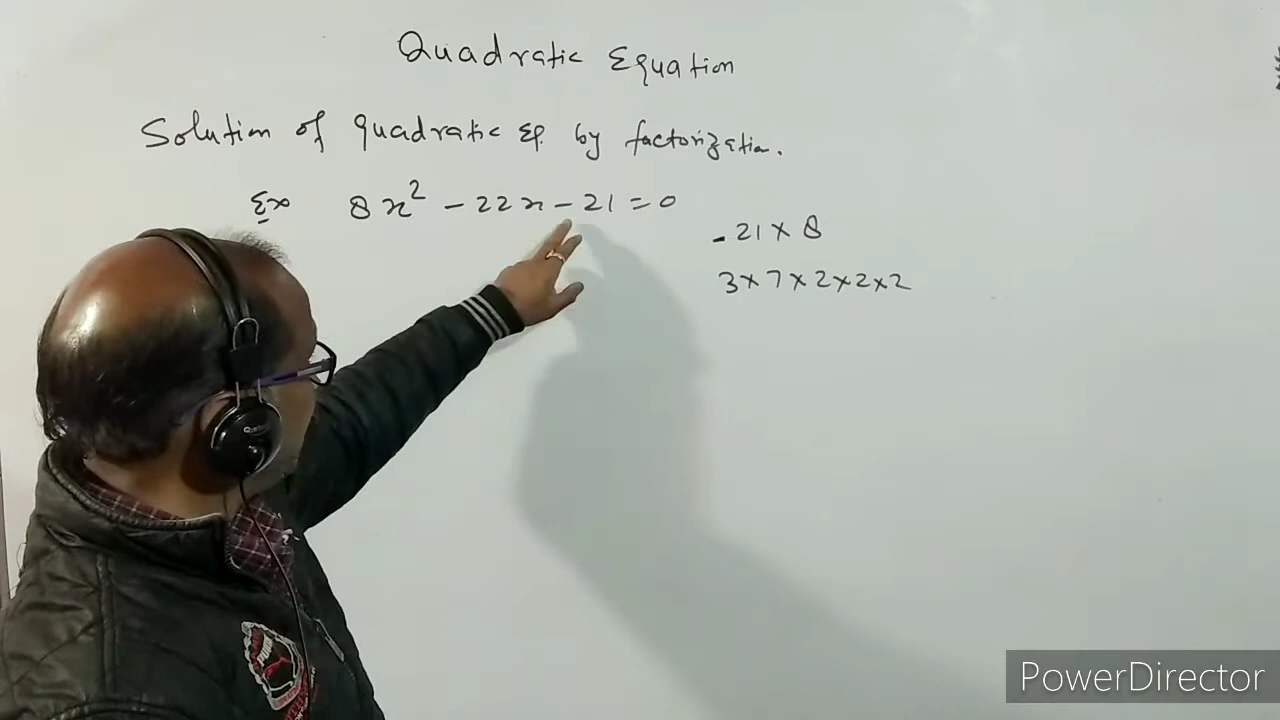 Quadratic Equation
Solution of quadratic Eq. by factorization.
Ex 8x² - 22x - 21 = 0
- 21 × 8
3 × 7 × 2 × 2 × 2
PowerDirector